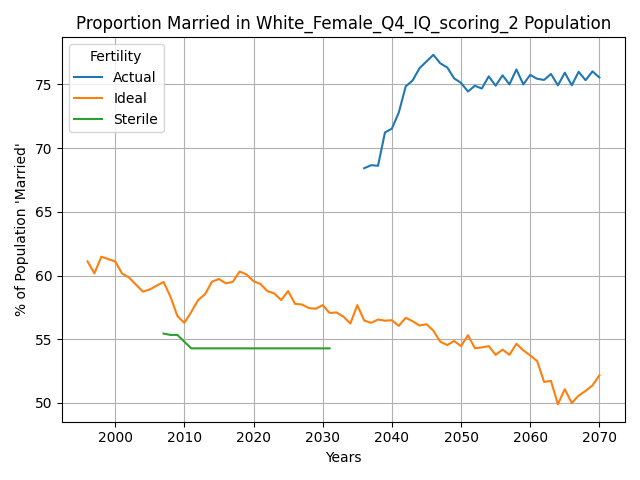 Proportion Married in White_Female_Q4_IQ_scoring_2 Population
Fertility
Actual
Ideal
Sterile
% of Population 'Married'
75
70
65
60
55
50
2000
2010
2020
2030
2040
2050
2060
2070
Years